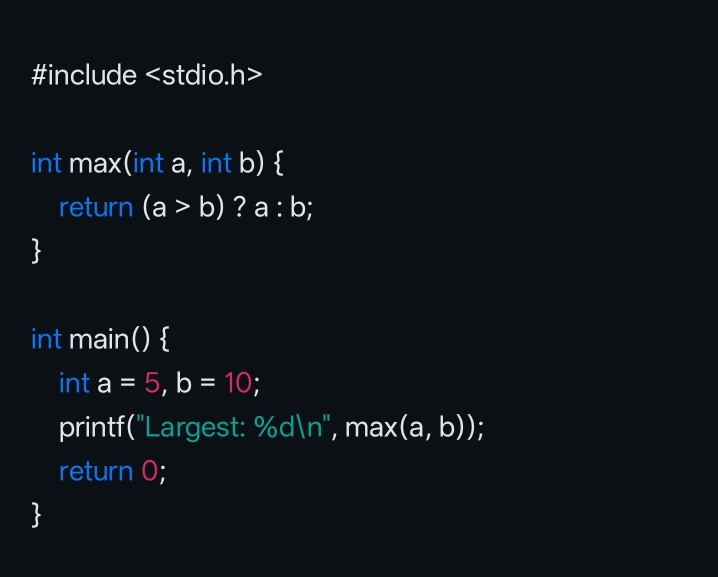 #include <stdio.h>
int max(int a, int b) {
return (a > b) ? a : b;
}
int main() {
int a = 5, b = 10;
printf("Largest: %d\n", max(a, b));
return 0;
}